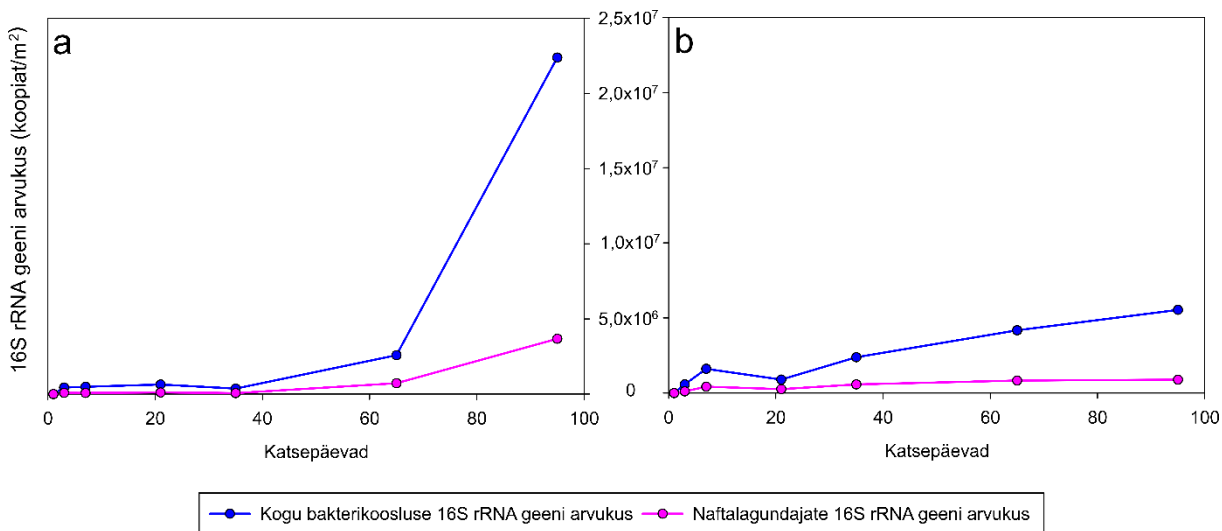 a
b
16S rRNA geeni arvukus (koopiat/m²)
2,5x10⁷
2,0x10⁷
1,5x10⁷
1,0x10⁷
5,0x10⁶
0
0 20 40 60 80 100
0 20 40 60 80 100
Katsepäevad
Katsepäevad
Kogu bakterikoosluse 16S rRNA geeni arvukus
Naftalagundajate 16S rRNA geeni arvukus